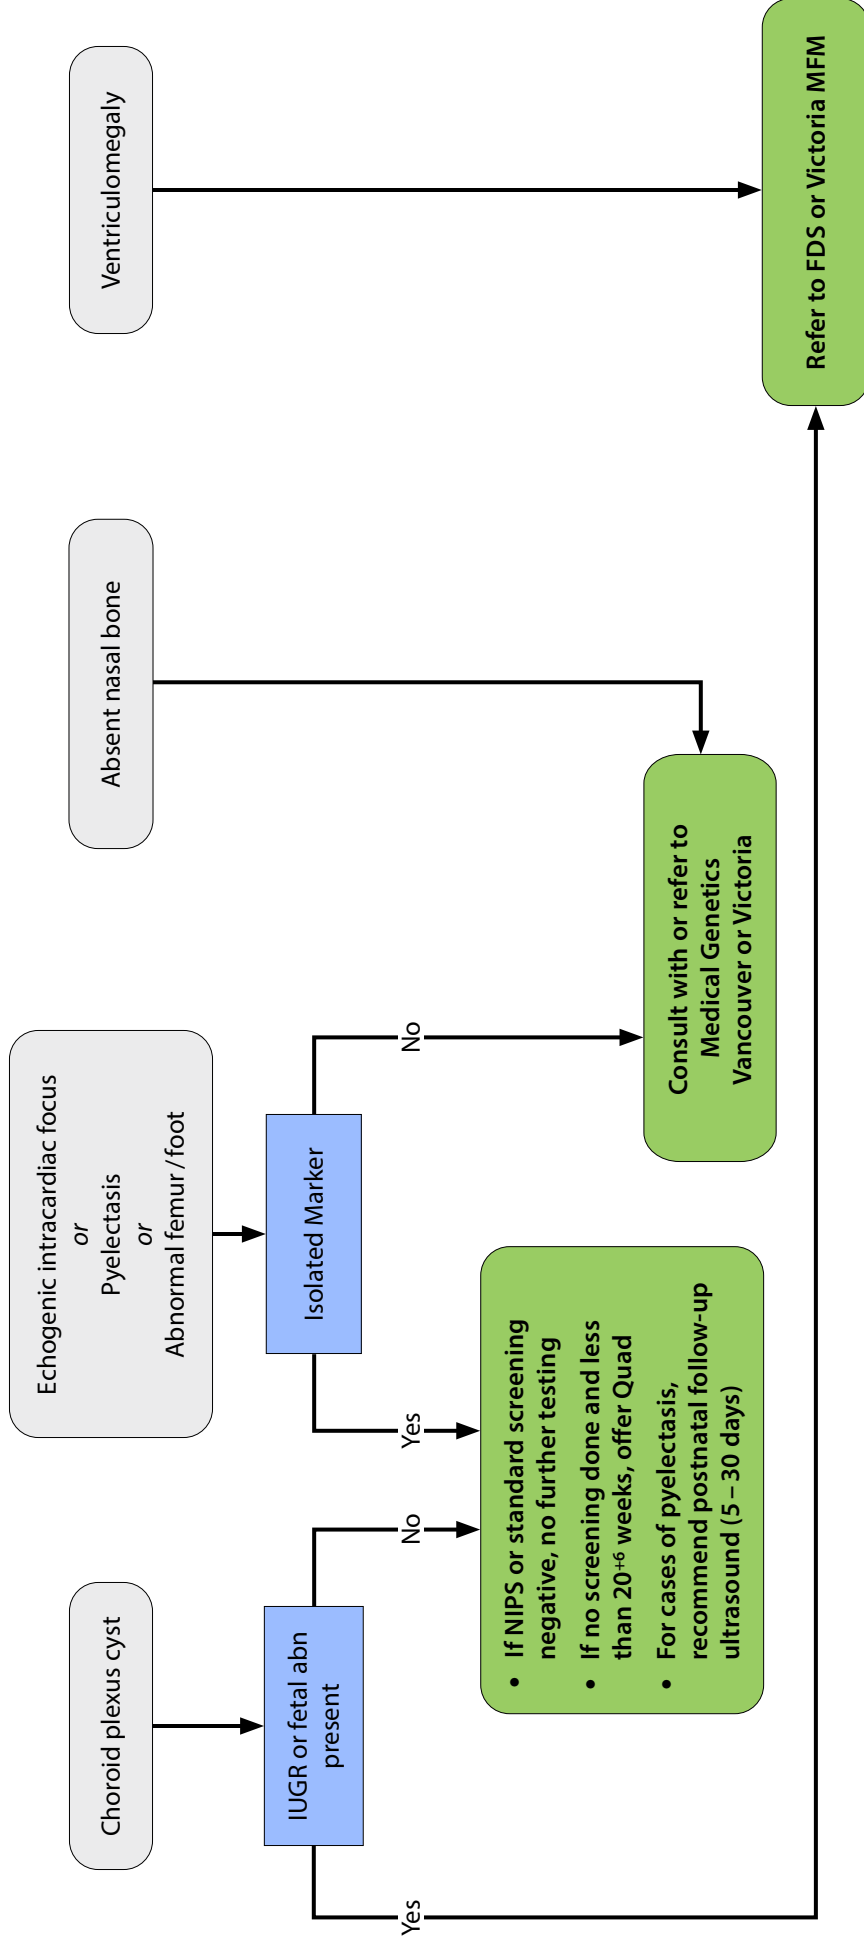 Choroid plexus cyst
Echogenic intracardiac focus
or
Pyelectasis
or
Abnormal femur/foot
Absent nasal bone
Ventriculomegaly
IUGR or fetal abn
present
Isolated Marker
Yes
No
Yes
No
• If NIPS or standard screening
negative, no further testing
• If no screening done and less
than 20+6 weeks, offer Quad
• For cases of pyelectasis,
recommend postnatal follow-up
ultrasound (5 – 30 days)
Consult with or refer to
Medical Genetics
Vancouver or Victoria
Refer to FDS or Victoria MFM